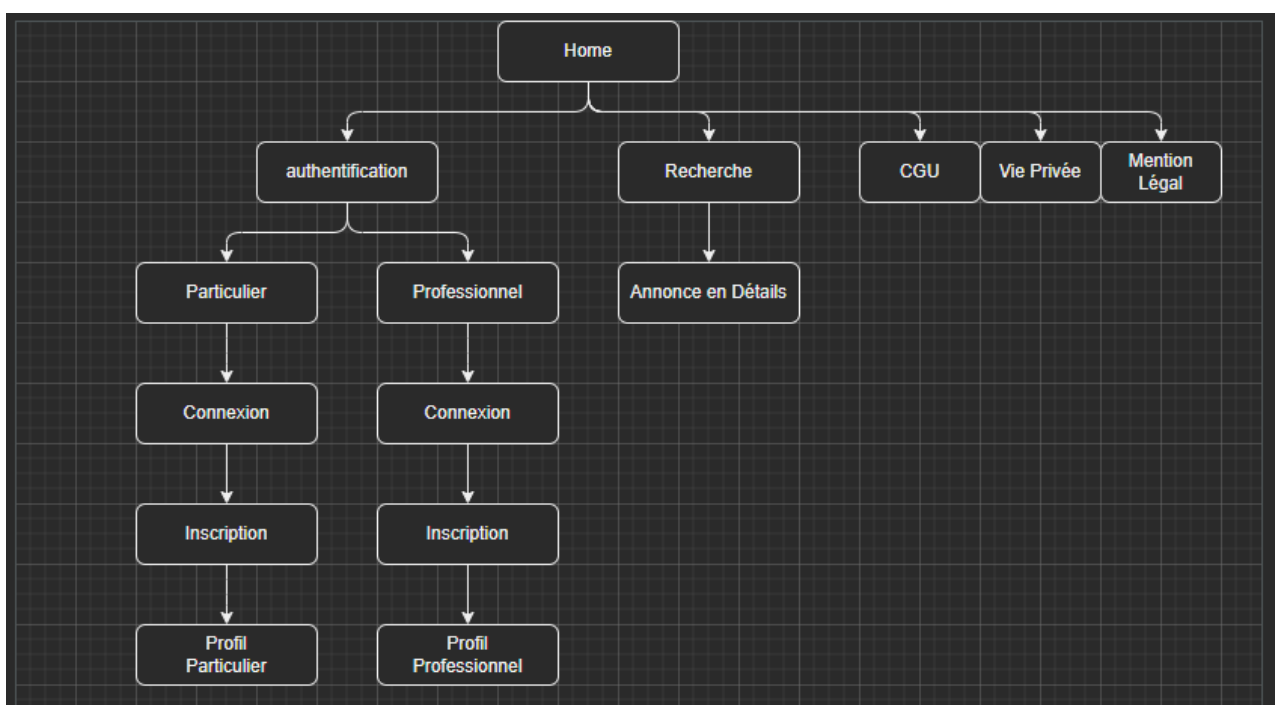 Home
authentification
Recherche
CGU
Vie Privée
Mention
Légal
Particulier
Professionnel
Annonce en Détails
Connexion
Connexion
Inscription
Inscription
Profil
Particulier
Profil
Professionnel